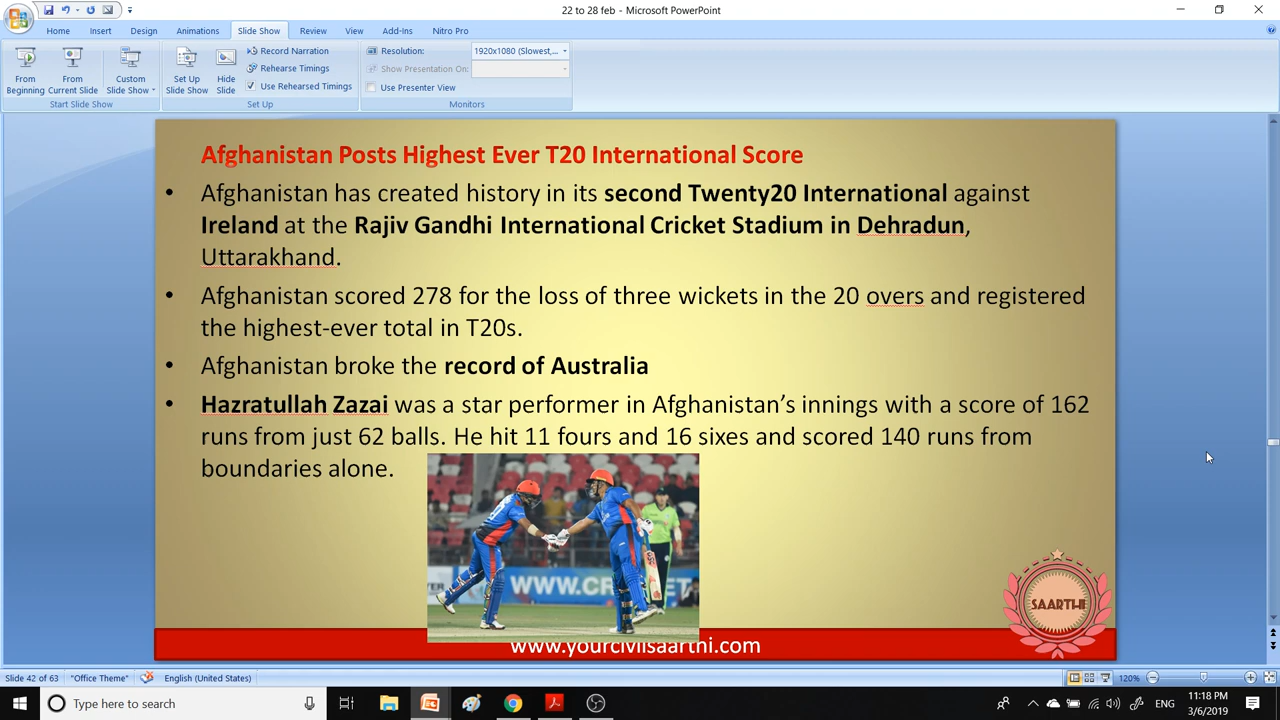 22 to 28 feb - Microsoft PowerPoint
Home Insert Design Animations Slide Show Review View Add-Ins Nitro Pro
From Beginning
From Current Slide
Custom Slide Show
Start Slide Show
Set Up Slide Show
Hide Slide
Record Narration
Rehearse Timings
Use Rehearsed Timings
Set Up
Resolution: 1920x1080 (Slowest,...
Show Presentation On:
Use Presenter View
Monitors
Afghanistan Posts Highest Ever T20 International Score
• Afghanistan has created history in its second Twenty20 International against
Ireland at the Rajiv Gandhi International Cricket Stadium in Dehradun,
Uttarakhand.
• Afghanistan scored 278 for the loss of three wickets in the 20 overs and registered
the highest-ever total in T20s.
• Afghanistan broke the record of Australia
• Hazratullah Zazai was a star performer in Afghanistan’s innings with a score of 162
runs from just 62 balls. He hit 11 fours and 16 sixes and scored 140 runs from
boundaries alone.
WWW.CR
SAARTHI
www.yourcivilsaarthi.com
Slide 42 of 63 "Office Theme" English (United States) 120%
Type here to search
ENG
11:18 PM
3/6/2019